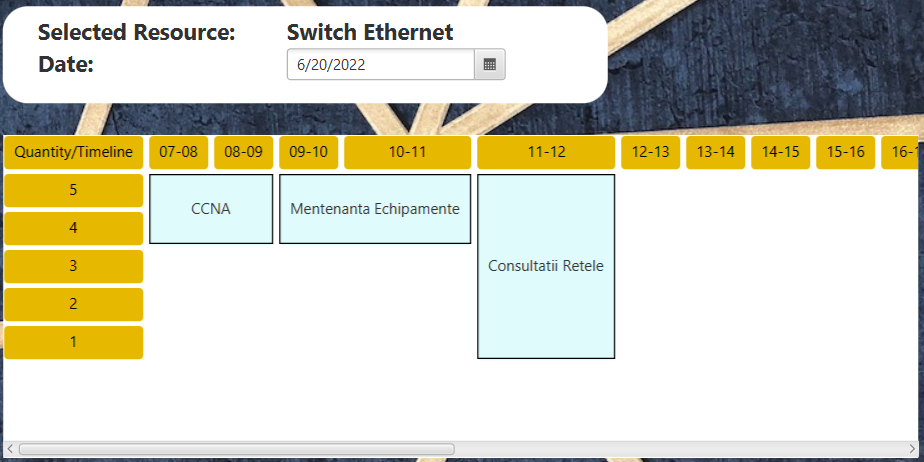 Selected Resource: Switch Ethernet
Date: 6/20/2022
Quantity/Timeline 07-08 08-09 09-10 10-11 11-12 12-13 13-14 14-15 15-16 16-1
5
CCNA Mentenanta Echipamente
4
3
Consultatii Retele
2
1